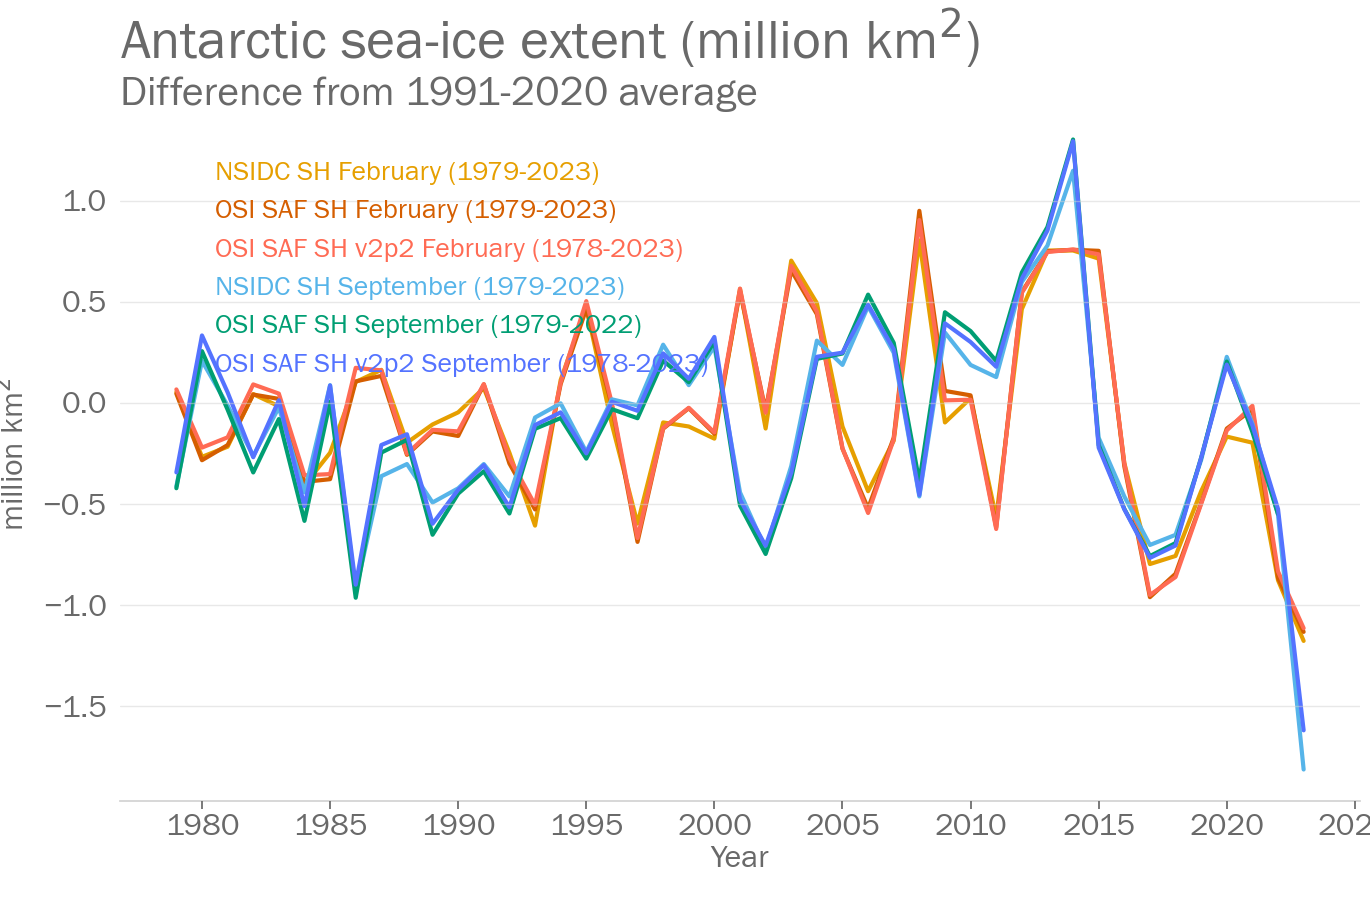 Antarctic sea-ice extent (million km²)
Difference from 1991-2020 average
NSIDC SH February (1979-2023)
OSI SAF SH February (1979-2023)
OSI SAF SH v2p2 February (1978-2023)
NSIDC SH September (1979-2023)
OSI SAF SH September (1979-2022)
OSI SAF SH v2p2 September (1978-2023)
1.0
0.5
0.0
−0.5
−1.0
−1.5
million km²
1980 1985 1990 1995 2000 2005 2010 2015 2020 202
Year